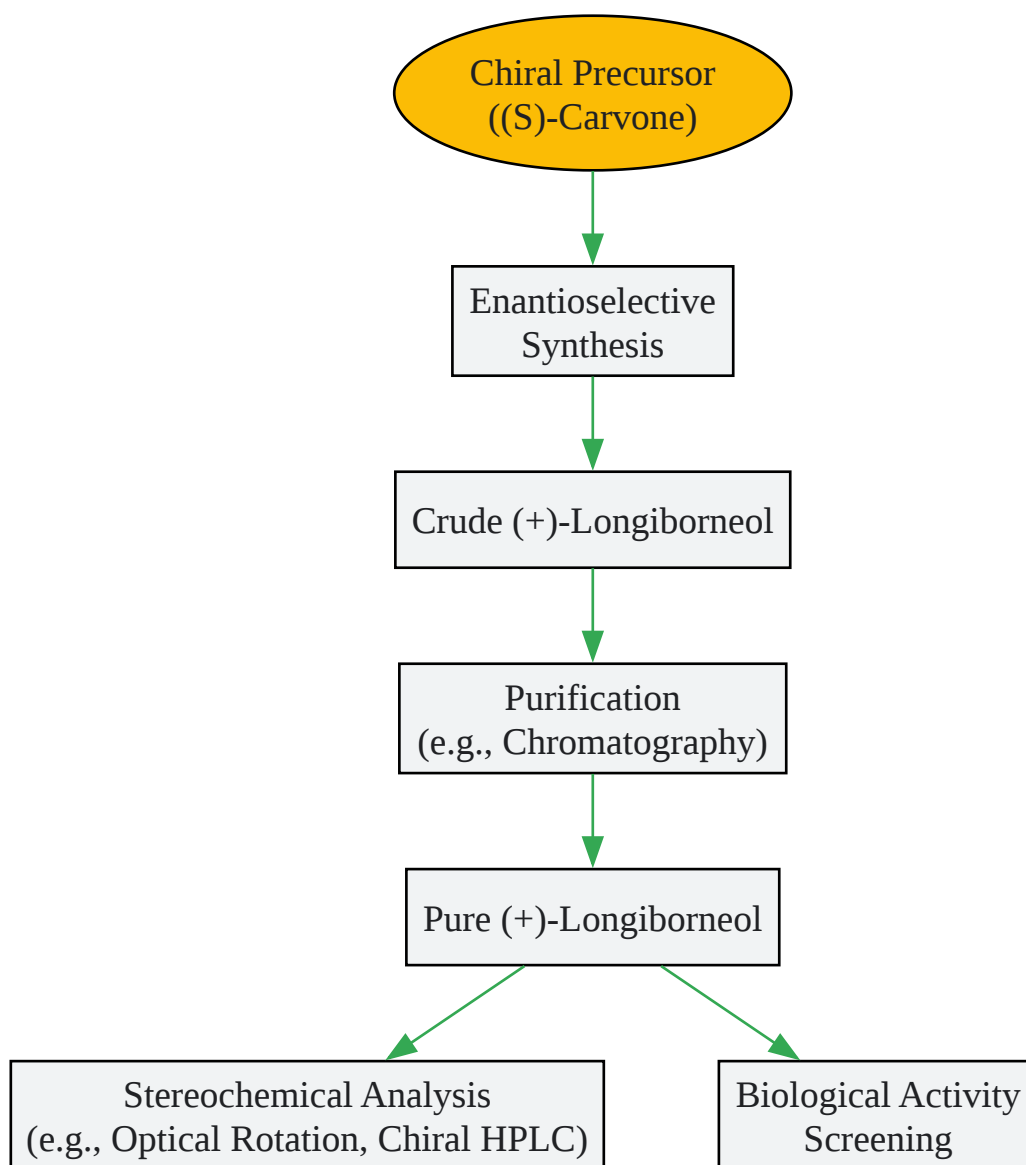 Chiral Precursor
((S)-Carvone)
Enantioselective
Synthesis
Crude (+)-Longiborneol
Purification
(e.g., Chromatography)
Pure (+)-Longiborneol
Stereochemical Analysis
(e.g., Optical Rotation, Chiral HPLC)
Biological Activity
Screening